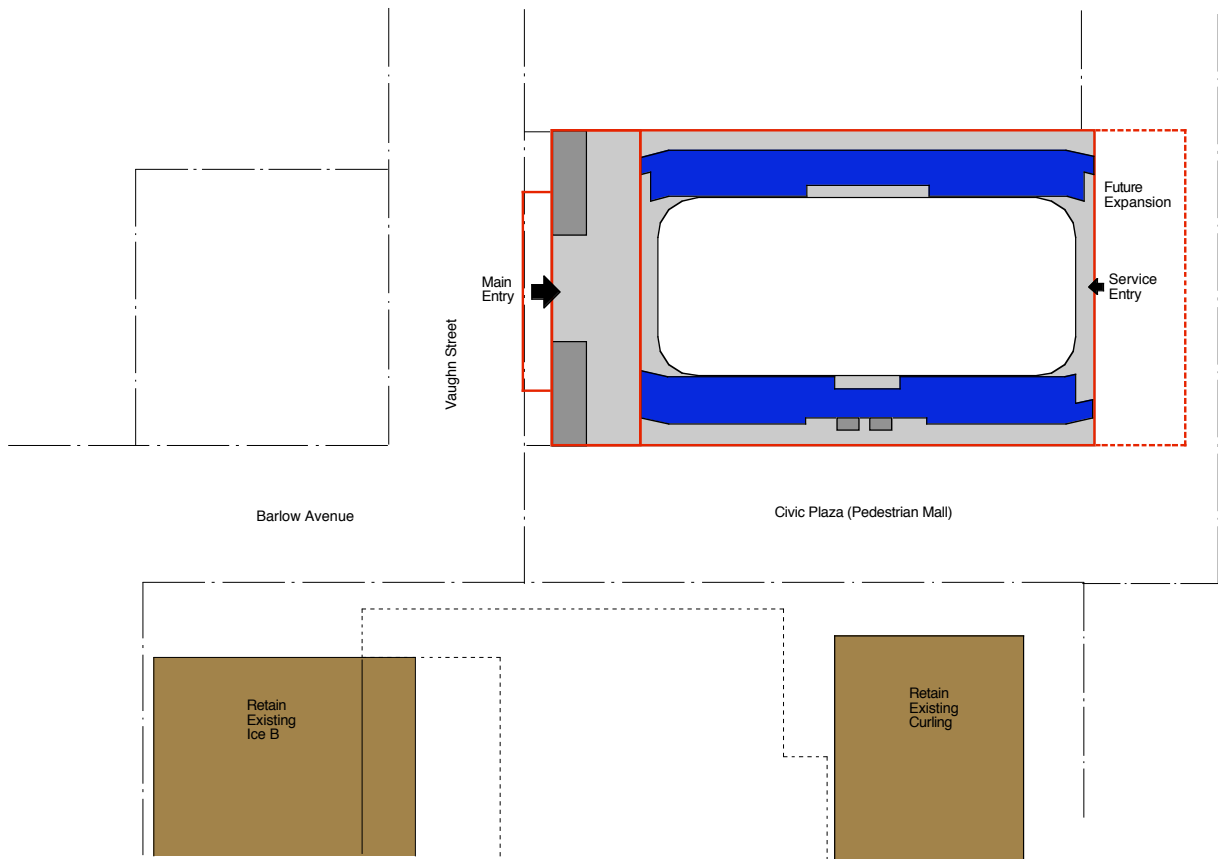 Future
Expansion
Main
Entry
Service
Entry
Vaughn Street
Barlow Avenue
Civic Plaza (Pedestrian Mall)
Retain
Existing
Ice B
Retain
Existing
Curling